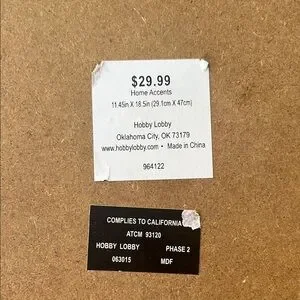 $29.99
Home Accents
11.45in X 18.5in (29.1cm X 47cm)
Hobby Lobby
Oklahoma City, OK 73179
www.hobbylobby.com • Made in China
964122
COMPLIES TO CALIFORNIA
ATCM 93120
HOBBY LOBBY PHASE 2
063015 MDF